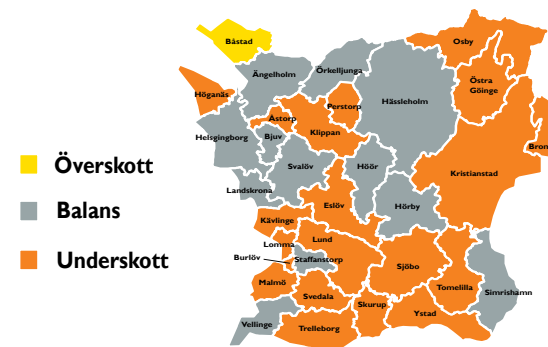 Båstad
Osby
Ängelholm
Örkelljunga
Östra
Göinge
Höganäs
Perstorp
Hässleholm
Åstorp
Klippan
Helsingborg
Bjuv
Brom
Svalöv
Höör
Kristianstad
Landskrona
Eslöv
Hörby
Kävlinge
Lund
Lomma
Burlöv
Staffanstorp
Sjöbo
Malmö
Svedala
Tomelilla
Simrishamn
Skurup
Ystad
Vellinge
Trelleborg
Överskott
Balans
Underskott